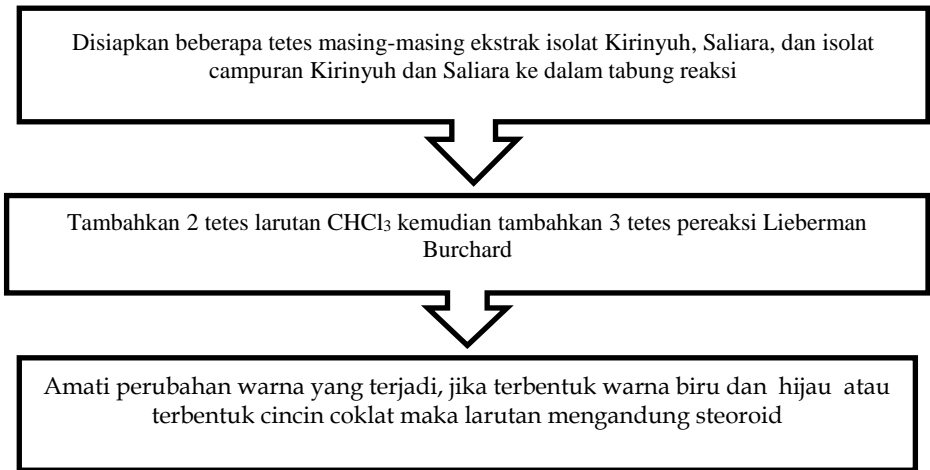 Disiapkan beberapa tetes masing-masing ekstrak isolat Kirinyuh, Saliara, dan isolat
campuran Kirinyuh dan Saliara ke dalam tabung reaksi
Tambahkan 2 tetes larutan CHCl₃ kemudian tambahkan 3 tetes pereaksi Lieberman
Burchard
Amati perubahan warna yang terjadi, jika terbentuk warna biru dan hijau atau
terbentuk cincin coklat maka larutan mengandung steoroid